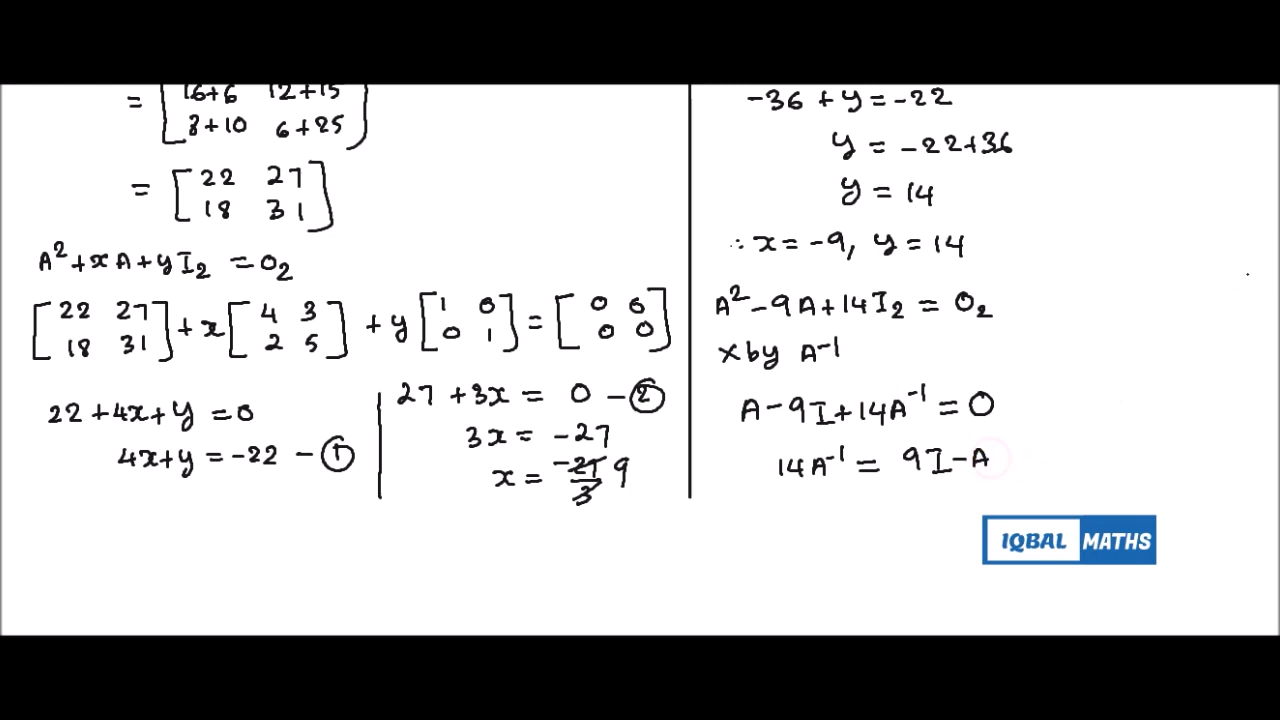 = [ 16+6 12+15
8+10 6+25 ]
= [ 22 27
18 31 ]
A² + xA + yI₂ = O₂
[ 22 27 ] + x [ 4 3 ] + y [ 1 0 ] = [ 0 0 ]
[ 18 31 ] [ 2 5 ] [ 0 1 ] [ 0 0 ]
22 + 4x + y = 0
4x + y = -22 - ①
27 + 3x = 0 - ②
3x = -27
x = -27/3 9
-36 + y = -22
y = -22+36
y = 14
∴ x = -9, y = 14
A² - 9A + 14I₂ = O₂
× by A⁻¹
A - 9I + 14A⁻¹ = O
14A⁻¹ = 9I - A
IQBAL MATHS